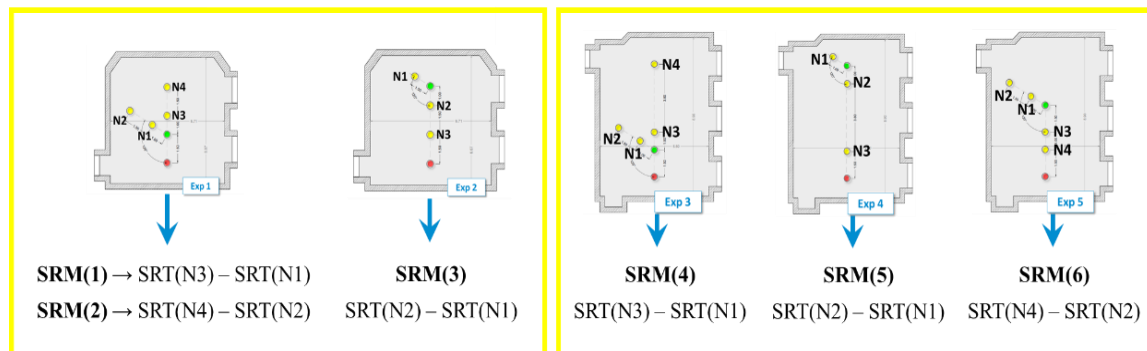 N4
N3
N2
N1
Exp 1
N1
N2
N3
Exp 2
SRM(1) → SRT(N3) – SRT(N1)
SRM(2) → SRT(N4) – SRT(N2)
SRM(3)
SRT(N2) – SRT(N1)
N4
N3
N2
N1
Exp 3
N1
N2
N3
Exp 4
N2
N1
N3
N4
Exp 5
SRM(4)
SRT(N3) – SRT(N1)
SRM(5)
SRT(N2) – SRT(N1)
SRM(6)
SRT(N4) – SRT(N2)